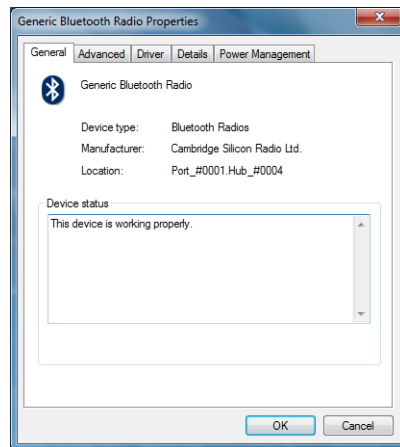 Generic Bluetooth Radio Properties
General Advanced Driver Details Power Management
Generic Bluetooth Radio
Device type: Bluetooth Radios
Manufacturer: Cambridge Silicon Radio Ltd.
Location: Port_#0001.Hub_#0004
Device status
This device is working properly.
OK Cancel